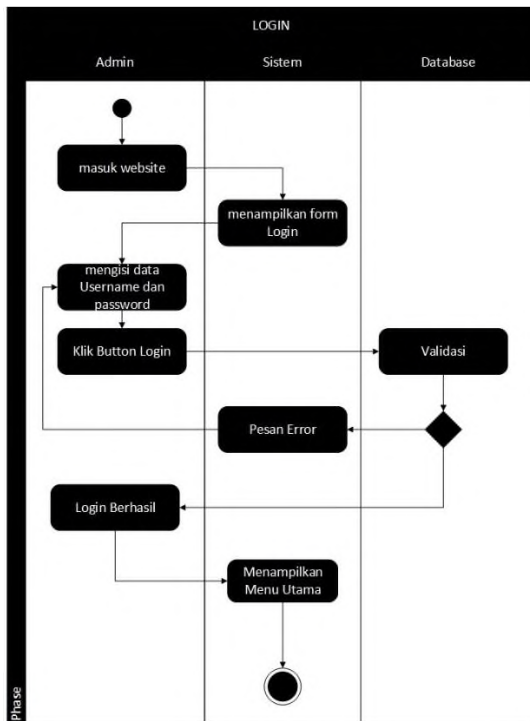 LOGIN
Admin
Sistem
Database
masuk website
menampilkan form
Login
mengisi data
Username dan
password
Klik Button Login
Validasi
Pesan Error
Login Berhasil
Menampilkan
Menu Utama
Phase